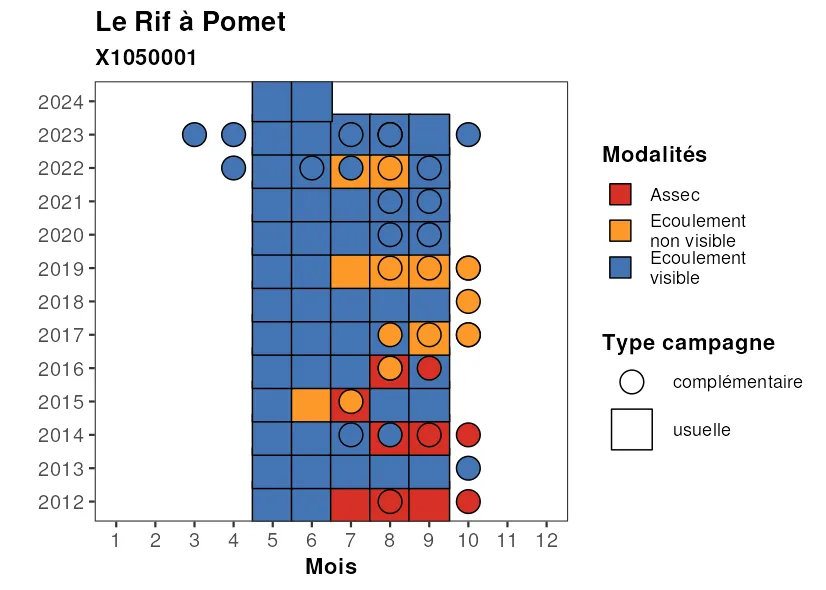 Le Rif à Pomet
X1050001
2024
2023
2022
2021
2020
2019
2018
2017
2016
2015
2014
2013
2012
1 2 3 4 5 6 7 8 9 10 11 12
Mois
Modalités
Assec
Ecoulement
non visible
Ecoulement
visible
Type campagne
complémentaire
usuelle